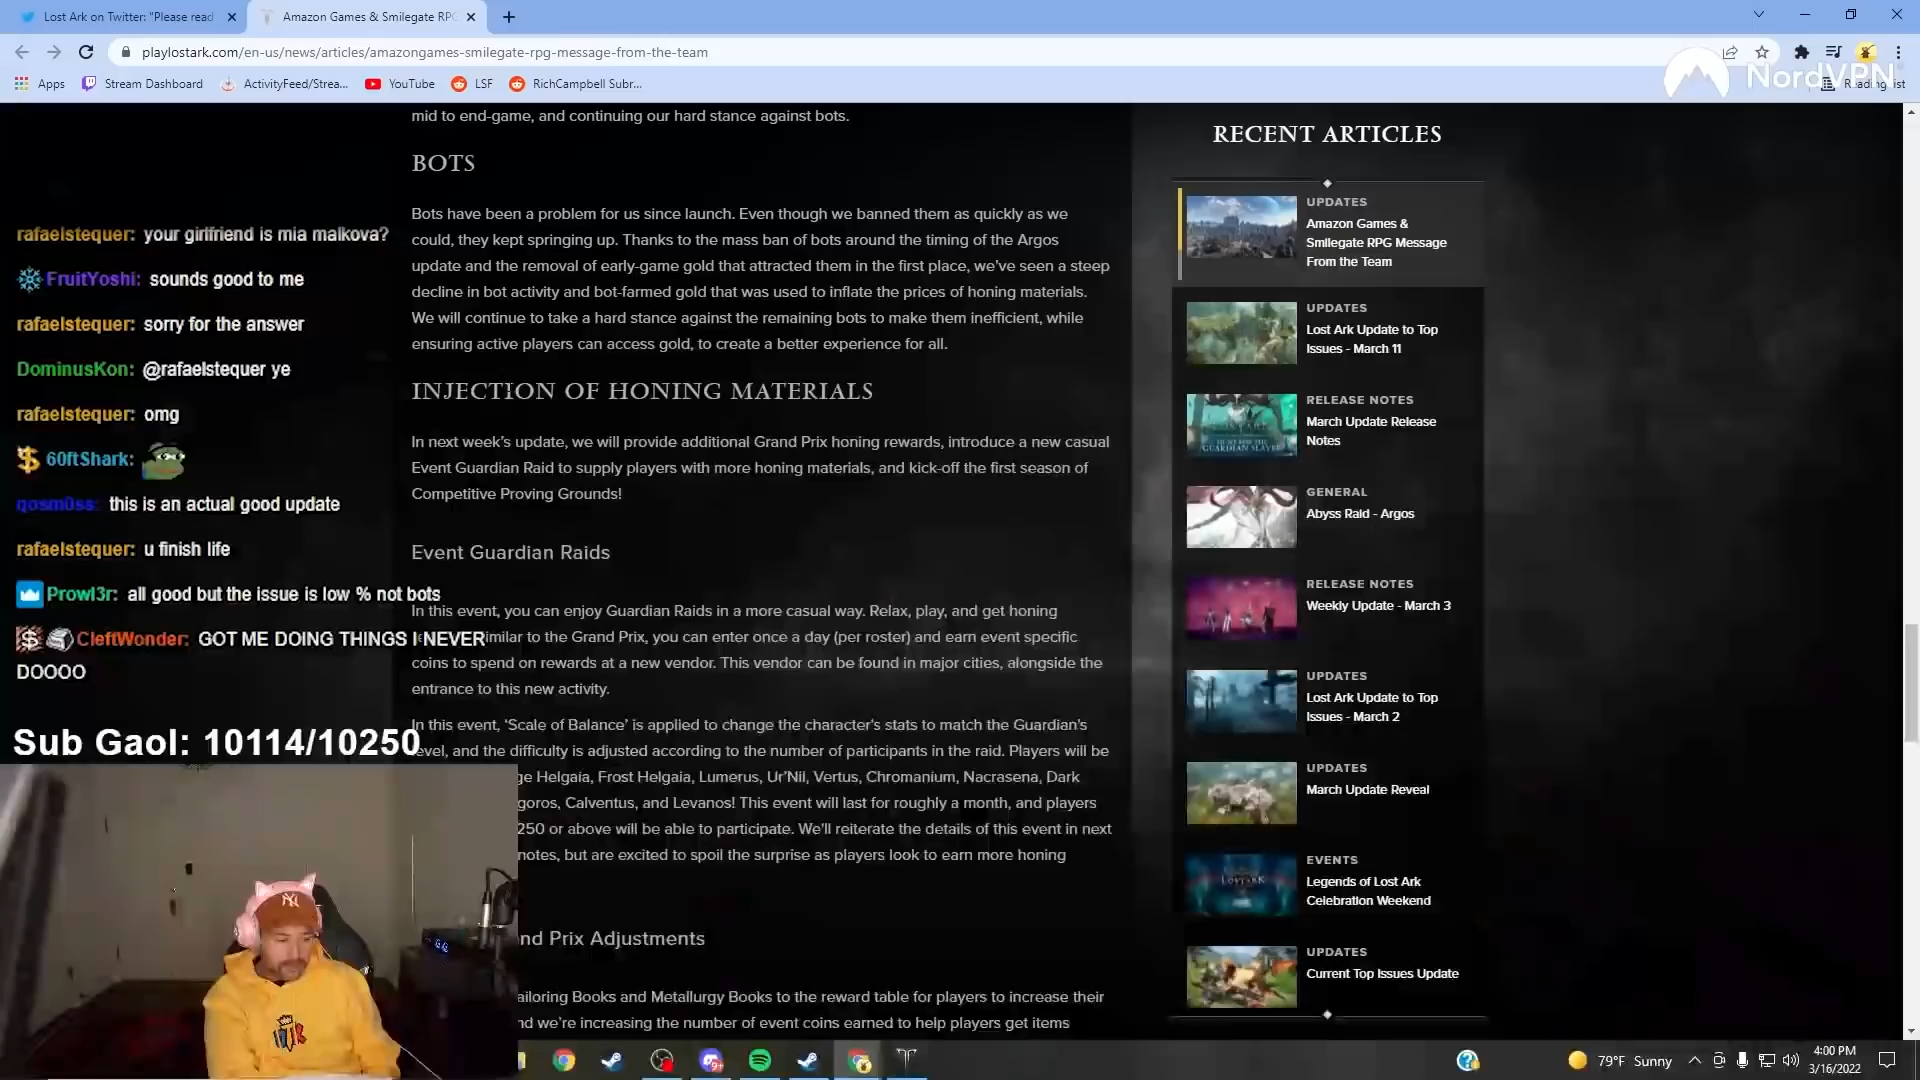 Lost Ark on Twitter: "Please read
Amazon Games & Smilegate RPG
playlostark.com/en-us/news/articles/amazongames-smilegate-rpg-message-from-the-team
Apps
Stream Dashboard
ActivityFeed/Strea...
YouTube
LSF
RichCampbell Subr...
NordVPN
Reading list
mid to end-game, and continuing our hard stance against bots.
BOTS
Bots have been a problem for us since launch. Even though we banned them as quickly as we
could, they kept springing up. Thanks to the mass ban of bots around the timing of the Argos
update and the removal of early-game gold that attracted them in the first place, we've seen a steep
decline in bot activity and bot-farmed gold that was used to inflate the prices of honing materials.
We will continue to take a hard stance against the remaining bots to make them inefficient, while
ensuring active players can access gold, to create a better experience for all.
INJECTION OF HONING MATERIALS
In next week's update, we will provide additional Grand Prix honing rewards, introduce a new casual
Event Guardian Raid to supply players with more honing materials, and kick-off the first season of
Competitive Proving Grounds!
Event Guardian Raids
In this event, you can enjoy Guardian Raids in a more casual way. Relax, play, and get honing
imilar to the Grand Prix, you can enter once a day (per roster) and earn event specific
coins to spend on rewards at a new vendor. This vendor can be found in major cities, alongside the
entrance to this new activity.
In this event, 'Scale of Balance' is applied to change the character's stats to match the Guardian's
level, and the difficulty is adjusted according to the number of participants in the raid. Players will be
ge Helgaia, Frost Helgaia, Lumerus, Ur'Nil, Vertus, Chromanium, Nacrasena, Dark
goros, Calventus, and Levanos! This event will last for roughly a month, and players
250 or above will be able to participate. We'll reiterate the details of this event in next
notes, but are excited to spoil the surprise as players look to earn more honing
nd Prix Adjustments
ailoring Books and Metallurgy Books to the reward table for players to increase their
nd we're increasing the number of event coins earned to help players get items
rafaelstequer: your girlfriend is mia malkova?
FruitYoshi: sounds good to me
rafaelstequer: sorry for the answer
DominusKon: @rafaelstequer ye
rafaelstequer: omg
60ftShark:
qosm0ss: this is an actual good update
rafaelstequer: u finish life
Prowl3r: all good but the issue is low % not bots
CleftWonder: GOT ME DOING THINGS I NEVER
DOOOO
Sub Gaol: 10114/10250
RECENT ARTICLES
UPDATES
Amazon Games &
Smilegate RPG Message
From the Team
UPDATES
Lost Ark Update to Top
Issues - March 11
RELEASE NOTES
March Update Release
Notes
GENERAL
Abyss Raid - Argos
RELEASE NOTES
Weekly Update - March 3
UPDATES
Lost Ark Update to Top
Issues - March 2
UPDATES
March Update Reveal
EVENTS
Legends of Lost Ark
Celebration Weekend
UPDATES
Current Top Issues Update
79°F Sunny
4:00 PM
3/16/2022